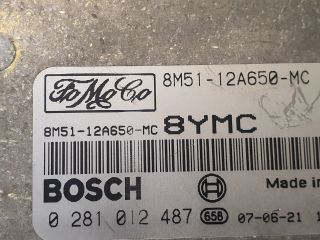 FoMoCo 8M51-12A650-MC
8M51-12A650-MC 8YMC
BOSCH Made in
0 281 012 487 658 07-06-21